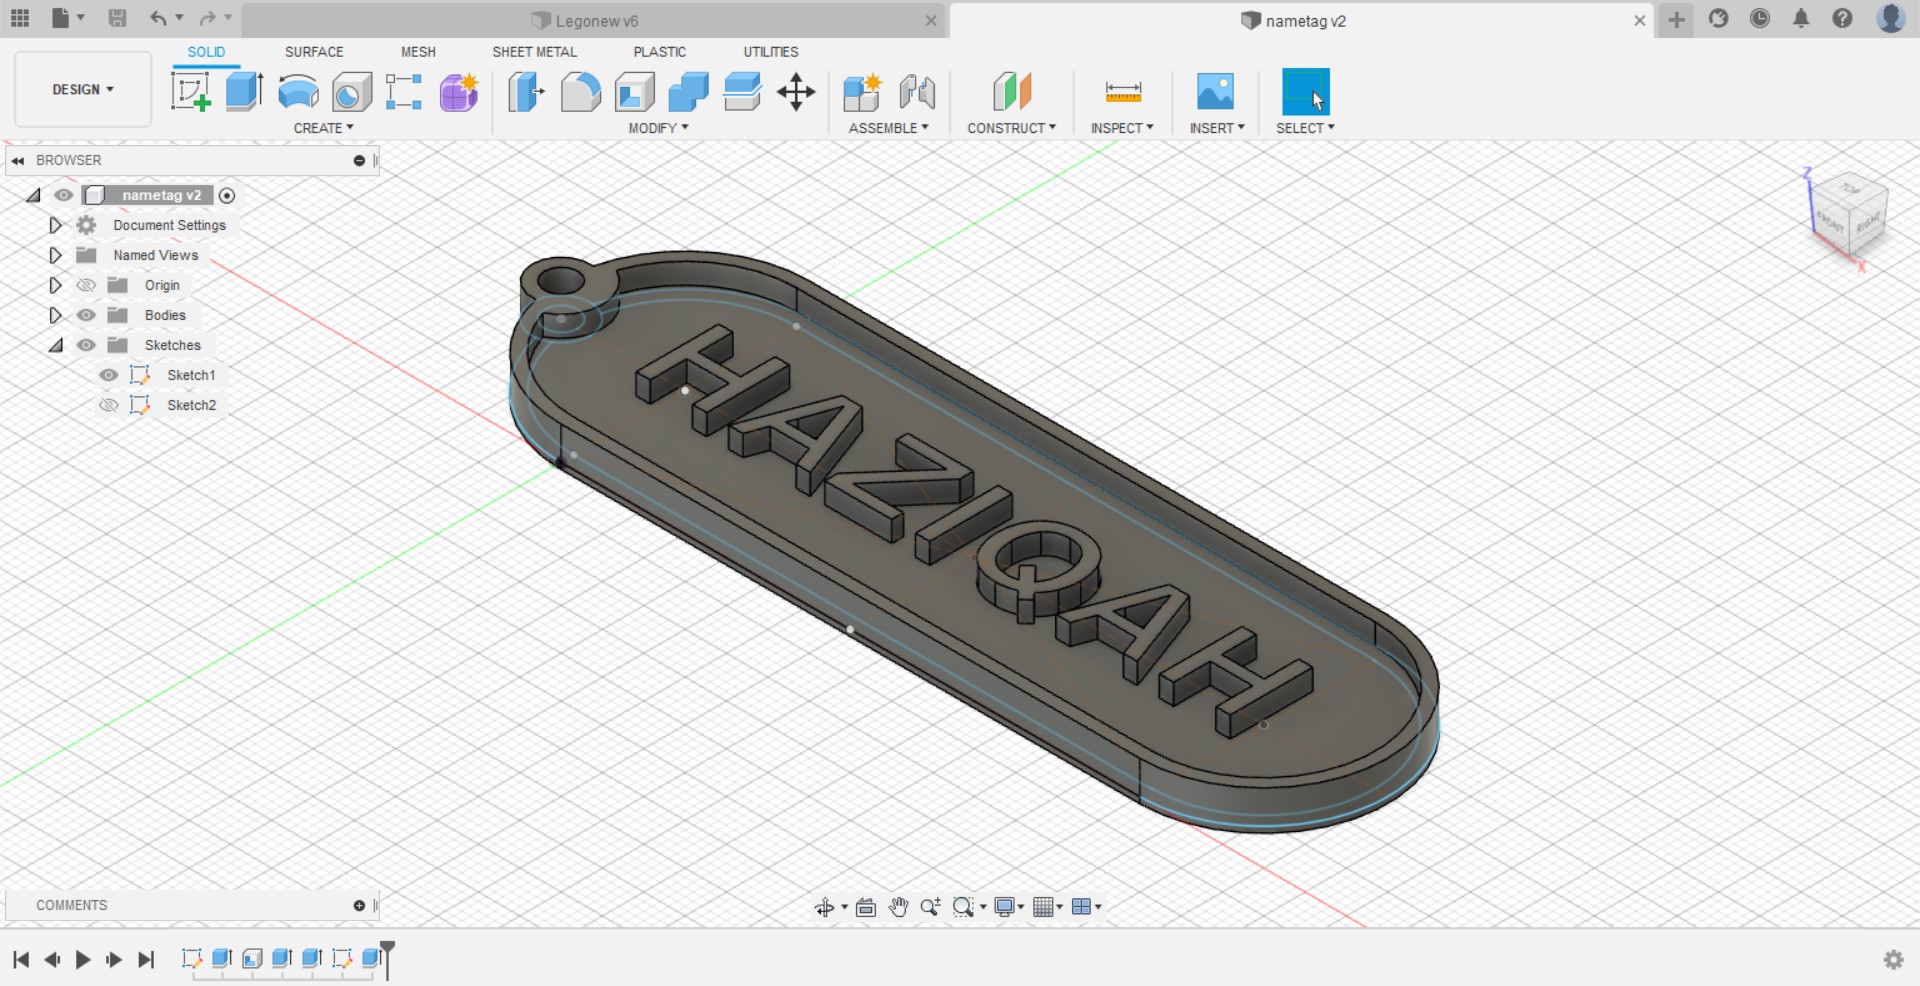 Legonew v6
nametag v2
DESIGN
SOLID SURFACE MESH SHEET METAL PLASTIC UTILITIES
CREATE MODIFY ASSEMBLE CONSTRUCT INSPECT INSERT SELECT
BROWSER
nametag v2
Document Settings
Named Views
Origin
Bodies
Sketches
Sketch1
Sketch2
Z
TOP
FRONT
RIGHT
X
HAZIQAH
COMMENTS